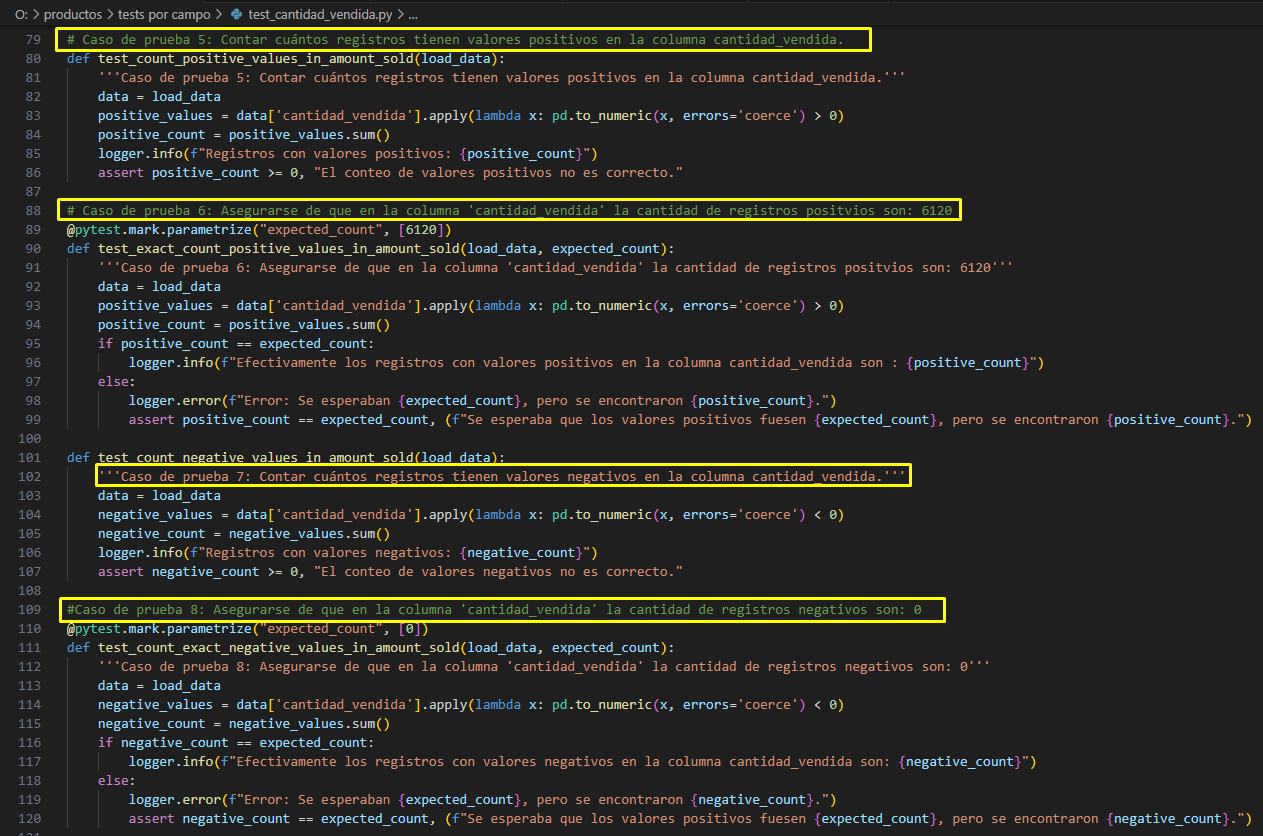 O: > productos > tests por campo > test_cantidad_vendida.py > ...
79 # Caso de prueba 5: Contar cuántos registros tienen valores positivos en la columna cantidad_vendida.
80 def test_count_positive_values_in_amount_sold(load_data):
81     '''Caso de prueba 5: Contar cuántos registros tienen valores positivos en la columna cantidad_vendida.'''
82     data = load_data
83     positive_values = data['cantidad_vendida'].apply(lambda x: pd.to_numeric(x, errors='coerce') > 0)
84     positive_count = positive_values.sum()
85     logger.info(f"Registros con valores positivos: {positive_count}")
86     assert positive_count >= 0, "El conteo de valores positivos no es correcto."
87
88 # Caso de prueba 6: Asegurarse de que en la columna 'cantidad_vendida' la cantidad de registros positvios son: 6120
89 @pytest.mark.parametrize("expected_count", [6120])
90 def test_exact_count_positive_values_in_amount_sold(load_data, expected_count):
91     '''Caso de prueba 6: Asegurarse de que en la columna 'cantidad_vendida' la cantidad de registros positvios son: 6120'''
92     data = load_data
93     positive_values = data['cantidad_vendida'].apply(lambda x: pd.to_numeric(x, errors='coerce') > 0)
94     positive_count = positive_values.sum()
95     if positive_count == expected_count:
96         logger.info(f"Efectivamente los registros con valores positivos en la columna cantidad_vendida son : {positive_count}")
97     else:
98         logger.error(f"Error: Se esperaban {expected_count}, pero se encontraron {positive_count}.")
99         assert positive_count == expected_count, (f"Se esperaba que los valores positivos fuesen {expected_count}, pero se encontraron {positive_count}.")
100
101 def test_count_negative_values_in_amount_sold(load_data):
102     '''Caso de prueba 7: Contar cuántos registros tienen valores negativos en la columna cantidad_vendida.'''
103     data = load_data
104     negative_values = data['cantidad_vendida'].apply(lambda x: pd.to_numeric(x, errors='coerce') < 0)
105     negative_count = negative_values.sum()
106     logger.info(f"Registros con valores negativos: {negative_count}")
107     assert negative_count >= 0, "El conteo de valores negativos no es correcto."
108
109 #Caso de prueba 8: Asegurarse de que en la columna 'cantidad_vendida' la cantidad de registros negativos son: 0
110 @pytest.mark.parametrize("expected_count", [0])
111 def test_count_exact_negative_values_in_amount_sold(load_data, expected_count):
112     '''Caso de prueba 8: Asegurarse de que en la columna 'cantidad_vendida' la cantidad de registros negativos son: 0'''
113     data = load_data
114     negative_values = data['cantidad_vendida'].apply(lambda x: pd.to_numeric(x, errors='coerce') < 0)
115     negative_count = negative_values.sum()
116     if negative_count == expected_count:
117         logger.info(f"Efectivamente los registros con valores negativos en la columna cantidad_vendida son: {negative_count}")
118     else:
119         logger.error(f"Error: Se esperaban {expected_count}, pero se encontraron {negative_count}.")
120         assert negative_count == expected_count, (f"Se esperaba que los valores positivos fuesen {expected_count}, pero se encontraron {negative_count}.")